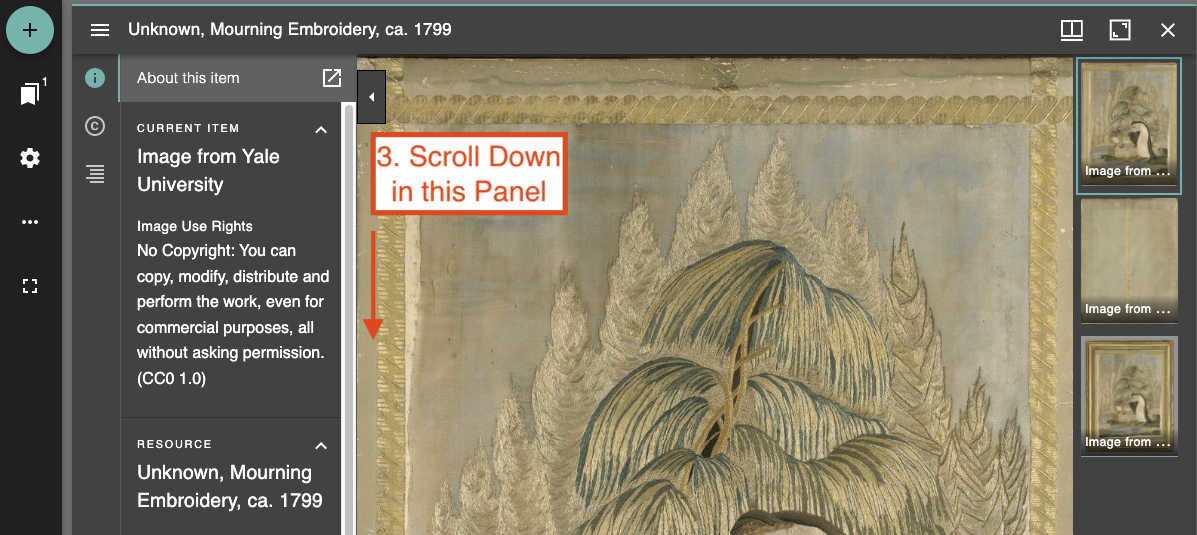 Unknown, Mourning Embroidery, ca. 1799
1
About this item
CURRENT ITEM
Image from Yale
University
Image Use Rights
No Copyright: You can
copy, modify, distribute and
perform the work, even for
commercial purposes, all
without asking permission.
(CC0 1.0)
RESOURCE
Unknown, Mourning
Embroidery, ca. 1799
3. Scroll Down
in this Panel
Image from ...
Image from ...
Image from ...